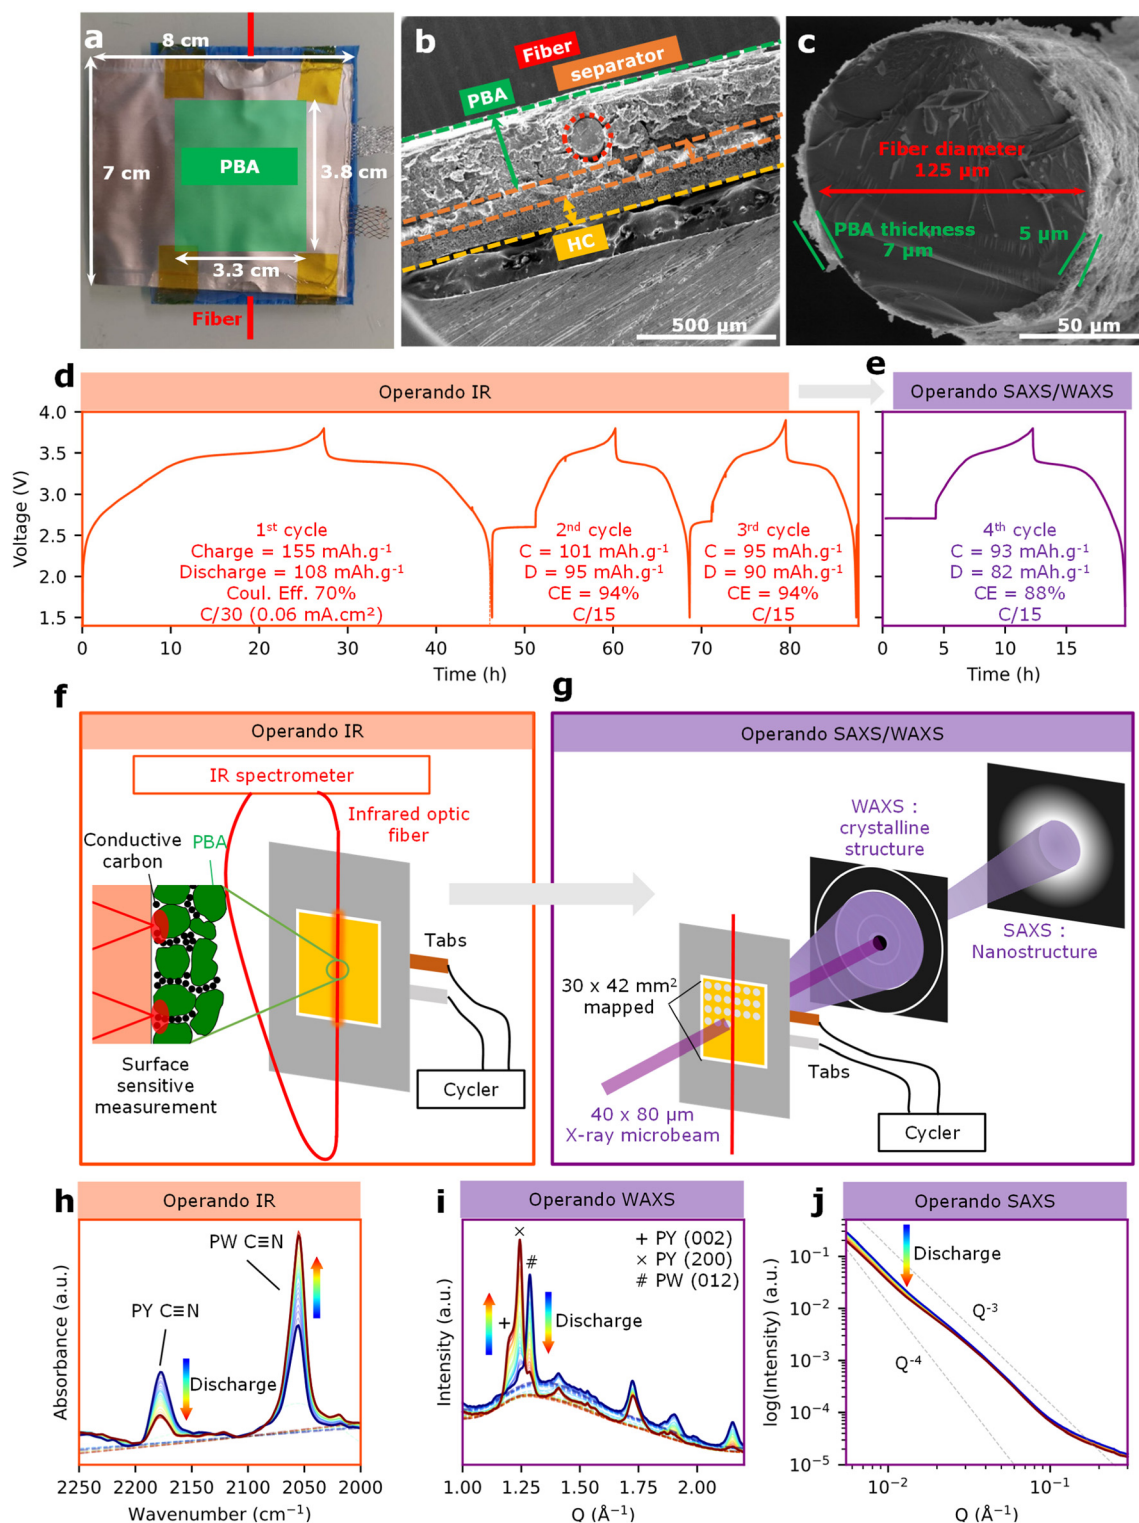 a
8 cm
PBA
7 cm
3.8 cm
3.3 cm
Fiber
b
Fiber
separator
PBA
HC
500 µm
c
Fiber diameter
125 µm
PBA thickness
7 µm
5 µm
50 µm
d
Operando IR
Voltage (V)
4.0
3.5
3.0
2.5
2.0
1.5
1st cycle
Charge = 155 mAh.g-1
Discharge = 108 mAh.g-1
Coul. Eff. 70%
C/30 (0.06 mA.cm²)
2nd cycle
C = 101 mAh.g-1
D = 95 mAh.g-1
CE = 94%
C/15
3rd cycle
C = 95 mAh.g-1
D = 90 mAh.g-1
CE = 94%
C/15
0 10 20 30 40 50 60 70 80
Time (h)
e
Operando SAXS/WAXS
4th cycle
C = 93 mAh.g-1
D = 82 mAh.g-1
CE = 88%
C/15
0 5 10 15
Time (h)
f
Operando IR
IR spectrometer
Infrared optic
fiber
Conductive
carbon
PBA
Tabs
Surface
sensitive
measurement
Cycler
g
Operando SAXS/WAXS
WAXS :
crystalline
structure
SAXS :
Nanostructure
30 x 42 mm2
mapped
Tabs
40 x 80 µm
X-ray microbeam
Cycler
h
Operando IR
PW C≡N
PY C≡N
Discharge
Absorbance (a.u.)
2250 2200 2150 2100 2050 2000
Wavenumber (cm-1)
i
Operando WAXS
× 
#
+
+ PY (002)
× PY (200)
# PW (012)
Discharge
Intensity (a.u.)
1.00 1.25 1.50 1.75 2.00
Q (Å-1)
j
Operando SAXS
Discharge
Q-3
Q-4
log(Intensity) (a.u.)
10-1
10-2
10-3
10-4
10-5
10-2 10-1
Q (Å-1)